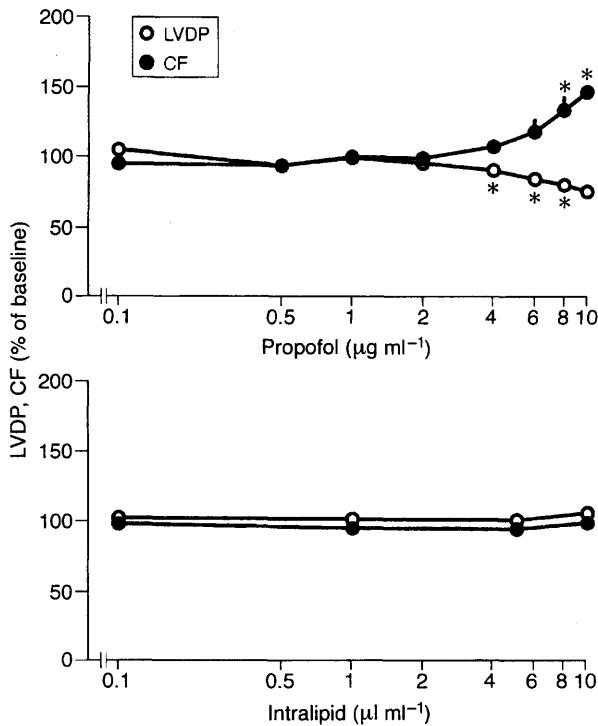 200
LVDP
CF
150
*
*
100
*
*
*
50
0
0.1 0.5 1 2 4 6 8 10
Propofol (μg ml⁻¹)
LVDP, CF (% of baseline)
200
150
100
50
0
0.1 0.5 1 2 4 6 8 10
Intralipid (μl ml⁻¹)